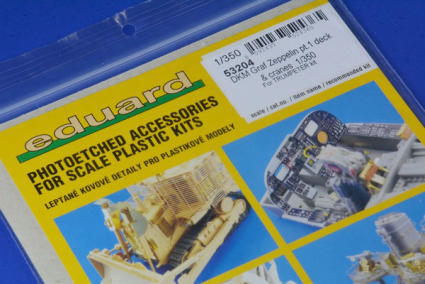 1/350
53204
DKM Graf Zeppelin pt.1 deck
& cranes 1/350
For TRUMPETER kit
scale / cat.no. / item name / recommended kit
eduard
PHOTOETCHED ACCESSORIES
FOR SCALE PLASTIC KITS
LEPTANÉ KOVOVÉ DETAILY PRO PLASTIKOVÉ MODELY